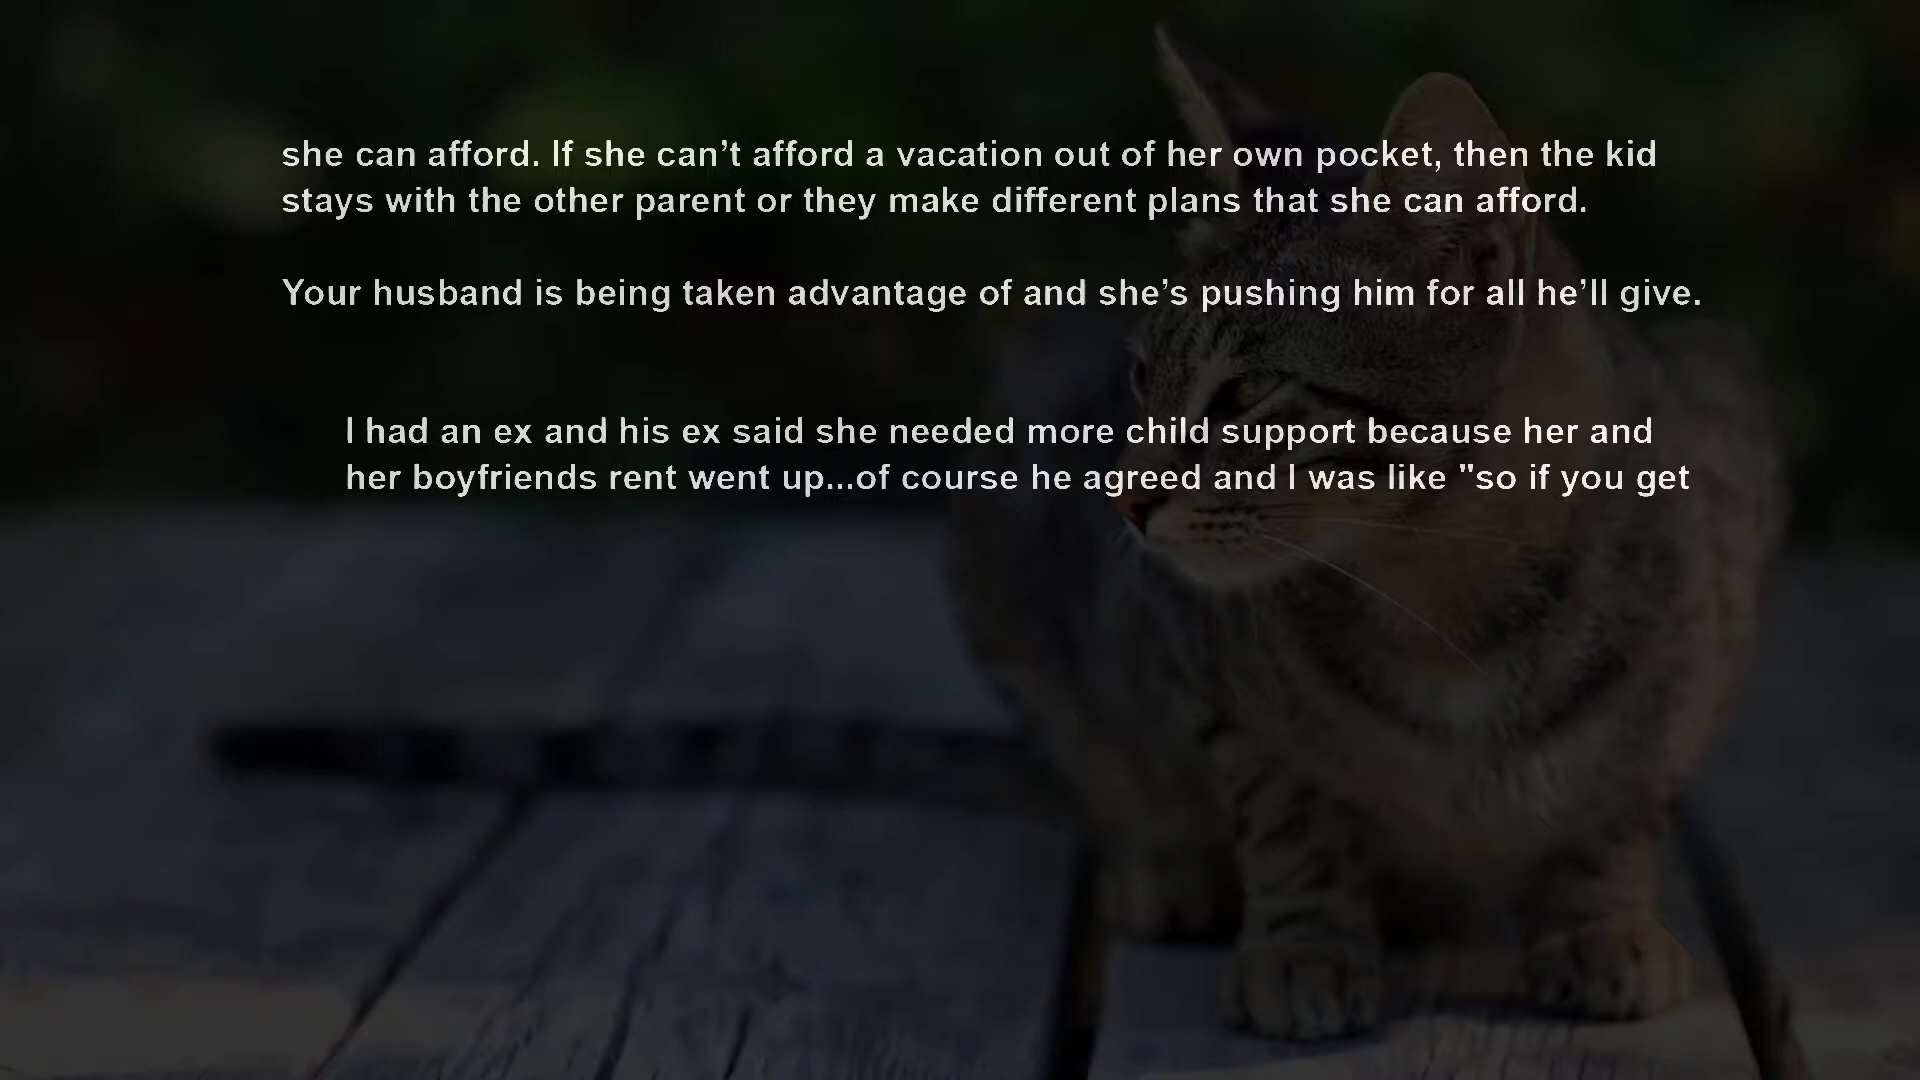 she can afford. If she can’t afford a vacation out of her own pocket, then the kid
stays with the other parent or they make different plans that she can afford.
Your husband is being taken advantage of and she’s pushing him for all he’ll give.
I had an ex and his ex said she needed more child support because her and
her boyfriends rent went up...of course he agreed and I was like "so if you get